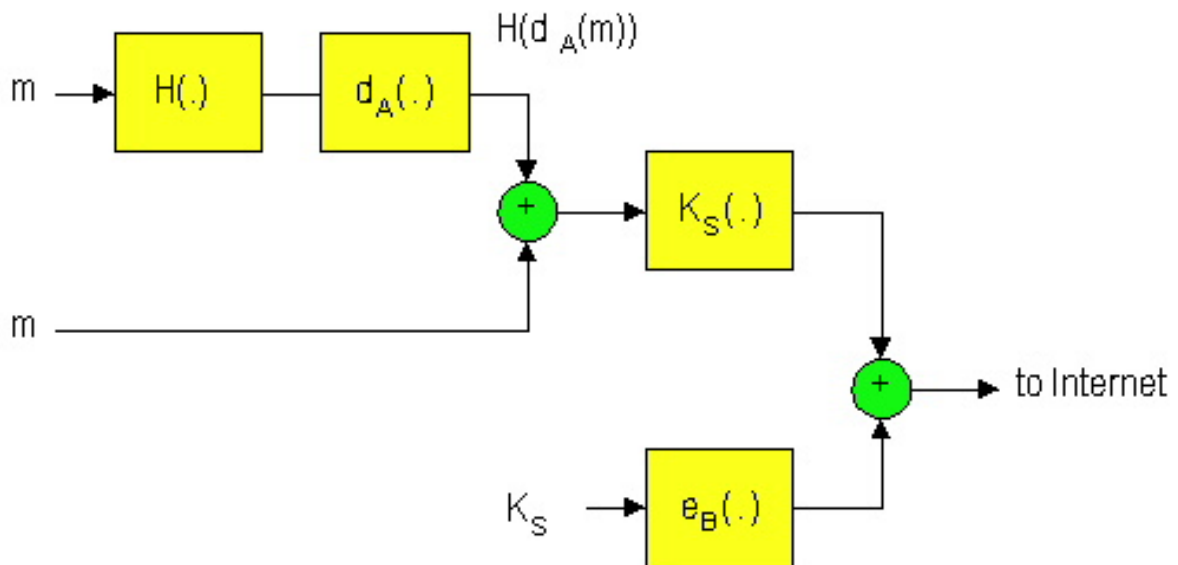 H(d A(m))
m
H(.)
dA(.)
+
KS(.)
m
+
to Internet
KS
eB(.)